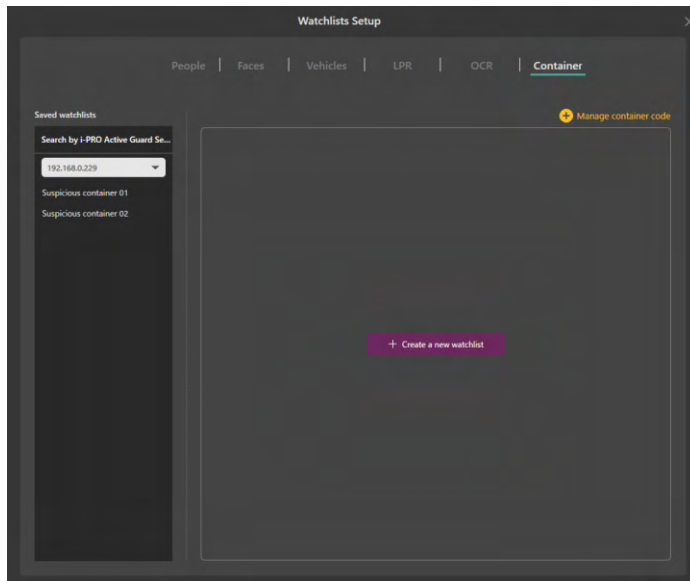 Watchlists Setup
People | Faces | Vehicles | LPR | OCR | Container
Saved watchlists
Manage container code
Search by i-PRO Active Guard Se...
192.168.0.229
Suspicious container 01
Suspicious container 02
+ Create a new watchlist